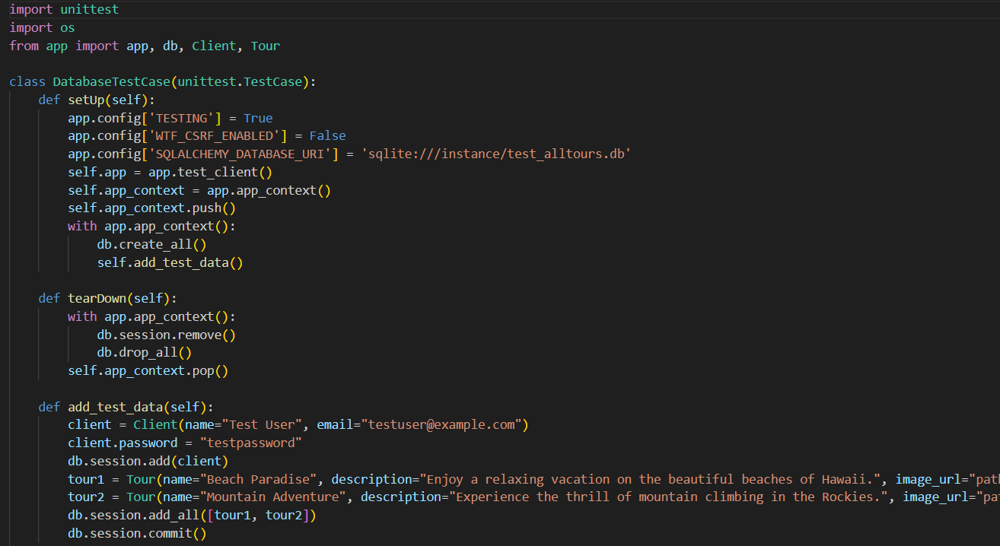 import unittest
import os
from app import app, db, Client, Tour
class DatabaseTestCase(unittest.TestCase):
def setUp(self):
app.config['TESTING'] = True
app.config['WTF_CSRF_ENABLED'] = False
app.config['SQLALCHEMY_DATABASE_URI'] = 'sqlite:///instance/test_alltours.db'
self.app = app.test_client()
self.app_context = app.app_context()
self.app_context.push()
with app.app_context():
db.create_all()
self.add_test_data()
def tearDown(self):
with app.app_context():
db.session.remove()
db.drop_all()
self.app_context.pop()
def add_test_data(self):
client = Client(name="Test User", email="testuser@example.com")
client.password = "testpassword"
db.session.add(client)
tour1 = Tour(name="Beach Paradise", description="Enjoy a relaxing vacation on the beautiful beaches of Hawaii.", image_url="pat
tour2 = Tour(name="Mountain Adventure", description="Experience the thrill of mountain climbing in the Rockies.", image_url="pa
db.session.add_all([tour1, tour2])
db.session.commit()